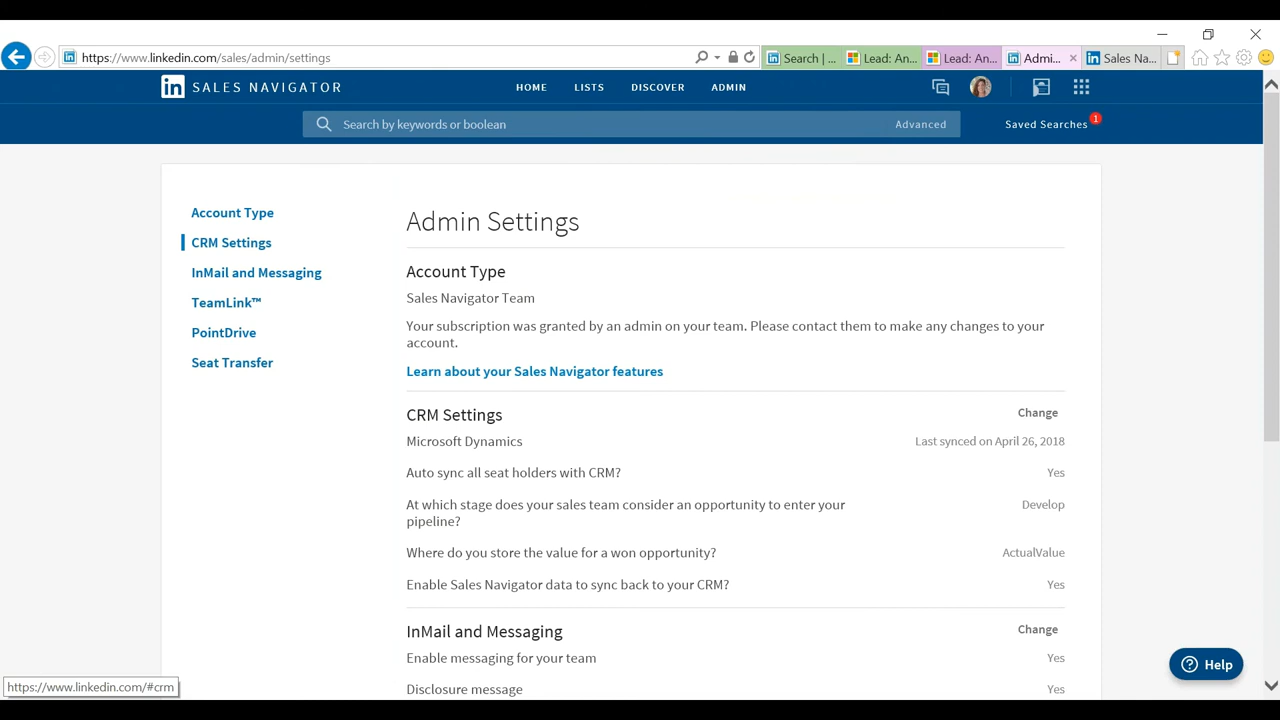 https://www.linkedin.com/sales/admin/settings
Search | ...
Lead: An...
Lead: An...
Admi...
Sales Na...
in SALES NAVIGATOR
HOME
LISTS
DISCOVER
ADMIN
Search by keywords or boolean
Advanced
Saved Searches
1
Account Type
CRM Settings
InMail and Messaging
TeamLink™
PointDrive
Seat Transfer
Admin Settings
Account Type
Sales Navigator Team
Your subscription was granted by an admin on your team. Please contact them to make any changes to your
account.
Learn about your Sales Navigator features
CRM Settings
Change
Microsoft Dynamics
Last synced on April 26, 2018
Auto sync all seat holders with CRM?
Yes
At which stage does your sales team consider an opportunity to enter your
pipeline?
Develop
Where do you store the value for a won opportunity?
ActualValue
Enable Sales Navigator data to sync back to your CRM?
Yes
InMail and Messaging
Change
Enable messaging for your team
Yes
Disclosure message
Yes
Help
https://www.linkedin.com/#crm